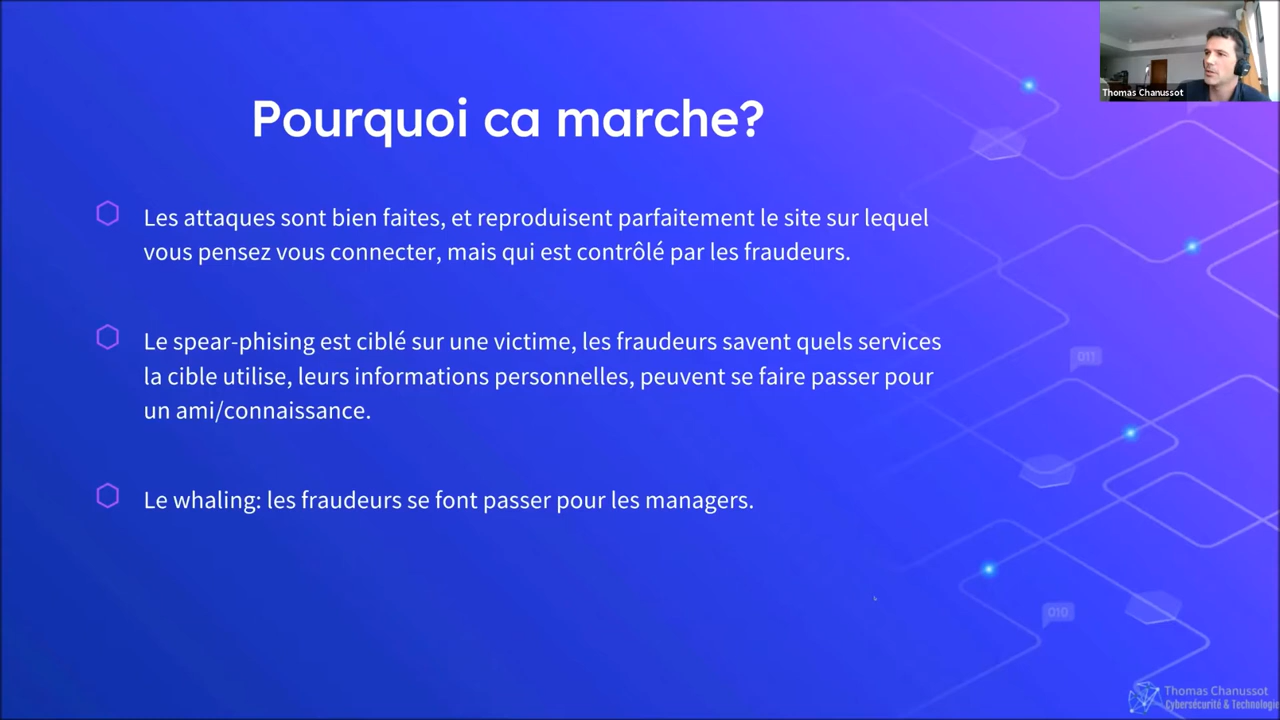 Thomas Chanussot
Pourquoi ca marche?
Les attaques sont bien faites, et reproduisent parfaitement le site sur lequel
vous pensez vous connecter, mais qui est contrôlé par les fraudeurs.
Le spear-phising est ciblé sur une victime, les fraudeurs savent quels services
la cible utilise, leurs informations personnelles, peuvent se faire passer pour
un ami/connaissance.
Le whaling: les fraudeurs se font passer pour les managers.
011
010
Thomas Chanussot
Cybersécurité & Technologie